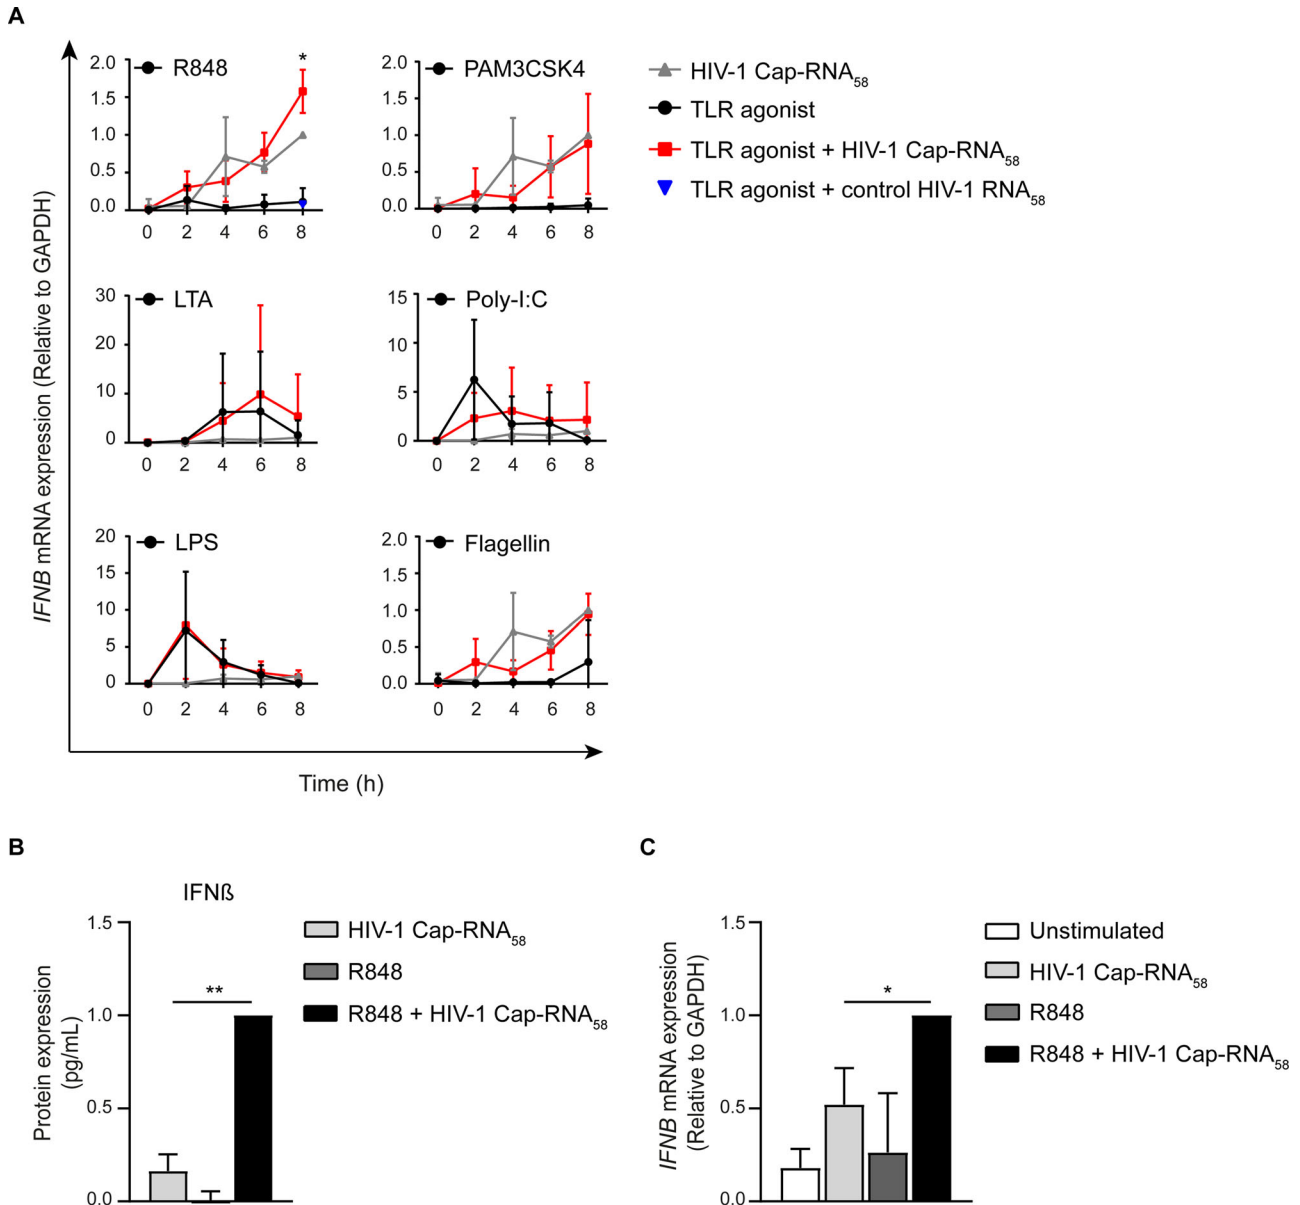 A
IFNB mRNA expression (Relative to GAPDH)
R848
*
2.0
1.5
1.0
0.5
0.0
0 2 4 6 8
PAM3CSK4
2.0
1.5
1.0
0.5
0.0
0 2 4 6 8
HIV-1 Cap-RNA58
TLR agonist
TLR agonist + HIV-1 Cap-RNA58
TLR agonist + control HIV-1 RNA58
LTA
30
20
10
0
0 2 4 6 8
Poly-I:C
15
10
5
0
0 2 4 6 8
LPS
20
15
10
5
0
0 2 4 6 8
Flagellin
2.0
1.5
1.0
0.5
0.0
0 2 4 6 8
Time (h)
B
IFNß
Protein expression
(pg/mL)
1.5
1.0
0.5
0.0
**
HIV-1 Cap-RNA58
R848
R848 + HIV-1 Cap-RNA58
C
IFNB mRNA expression
(Relative to GAPDH)
1.5
1.0
0.5
0.0
*
Unstimulated
HIV-1 Cap-RNA58
R848
R848 + HIV-1 Cap-RNA58